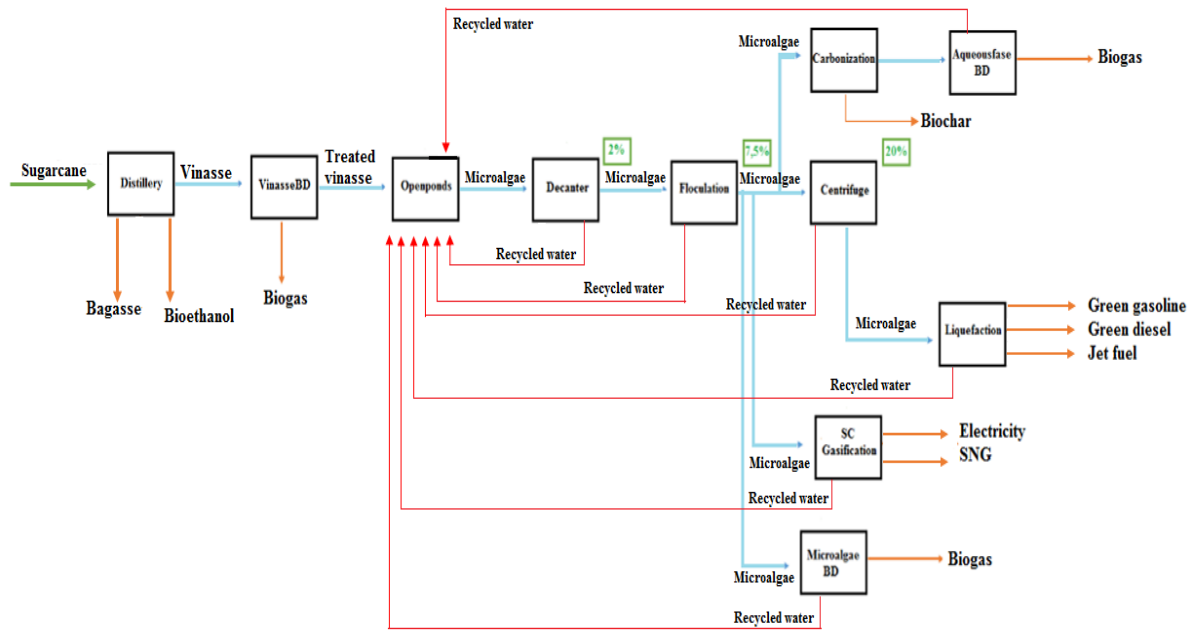 Recycled water
Microalgae
Carbonization
Aqueousfase
BD
Biogas
Biochar
Sugarcane
Distillery
Vinasse
VinasseBD
Treated
vinasse
Openponds
Microalgae
Decanter
2%
Microalgae
Floculation
7,5%
Microalgae
Centrifuge
20%
Bagasse
Bioethanol
Biogas
Recycled water
Recycled water
Recycled water
Microalgae
Liquefaction
Green gasoline
Green diesel
Jet fuel
Recycled water
Microalgae
SC
Gasification
Electricity
SNG
Recycled water
Microalgae
Microalgae
BD
Biogas
Recycled water